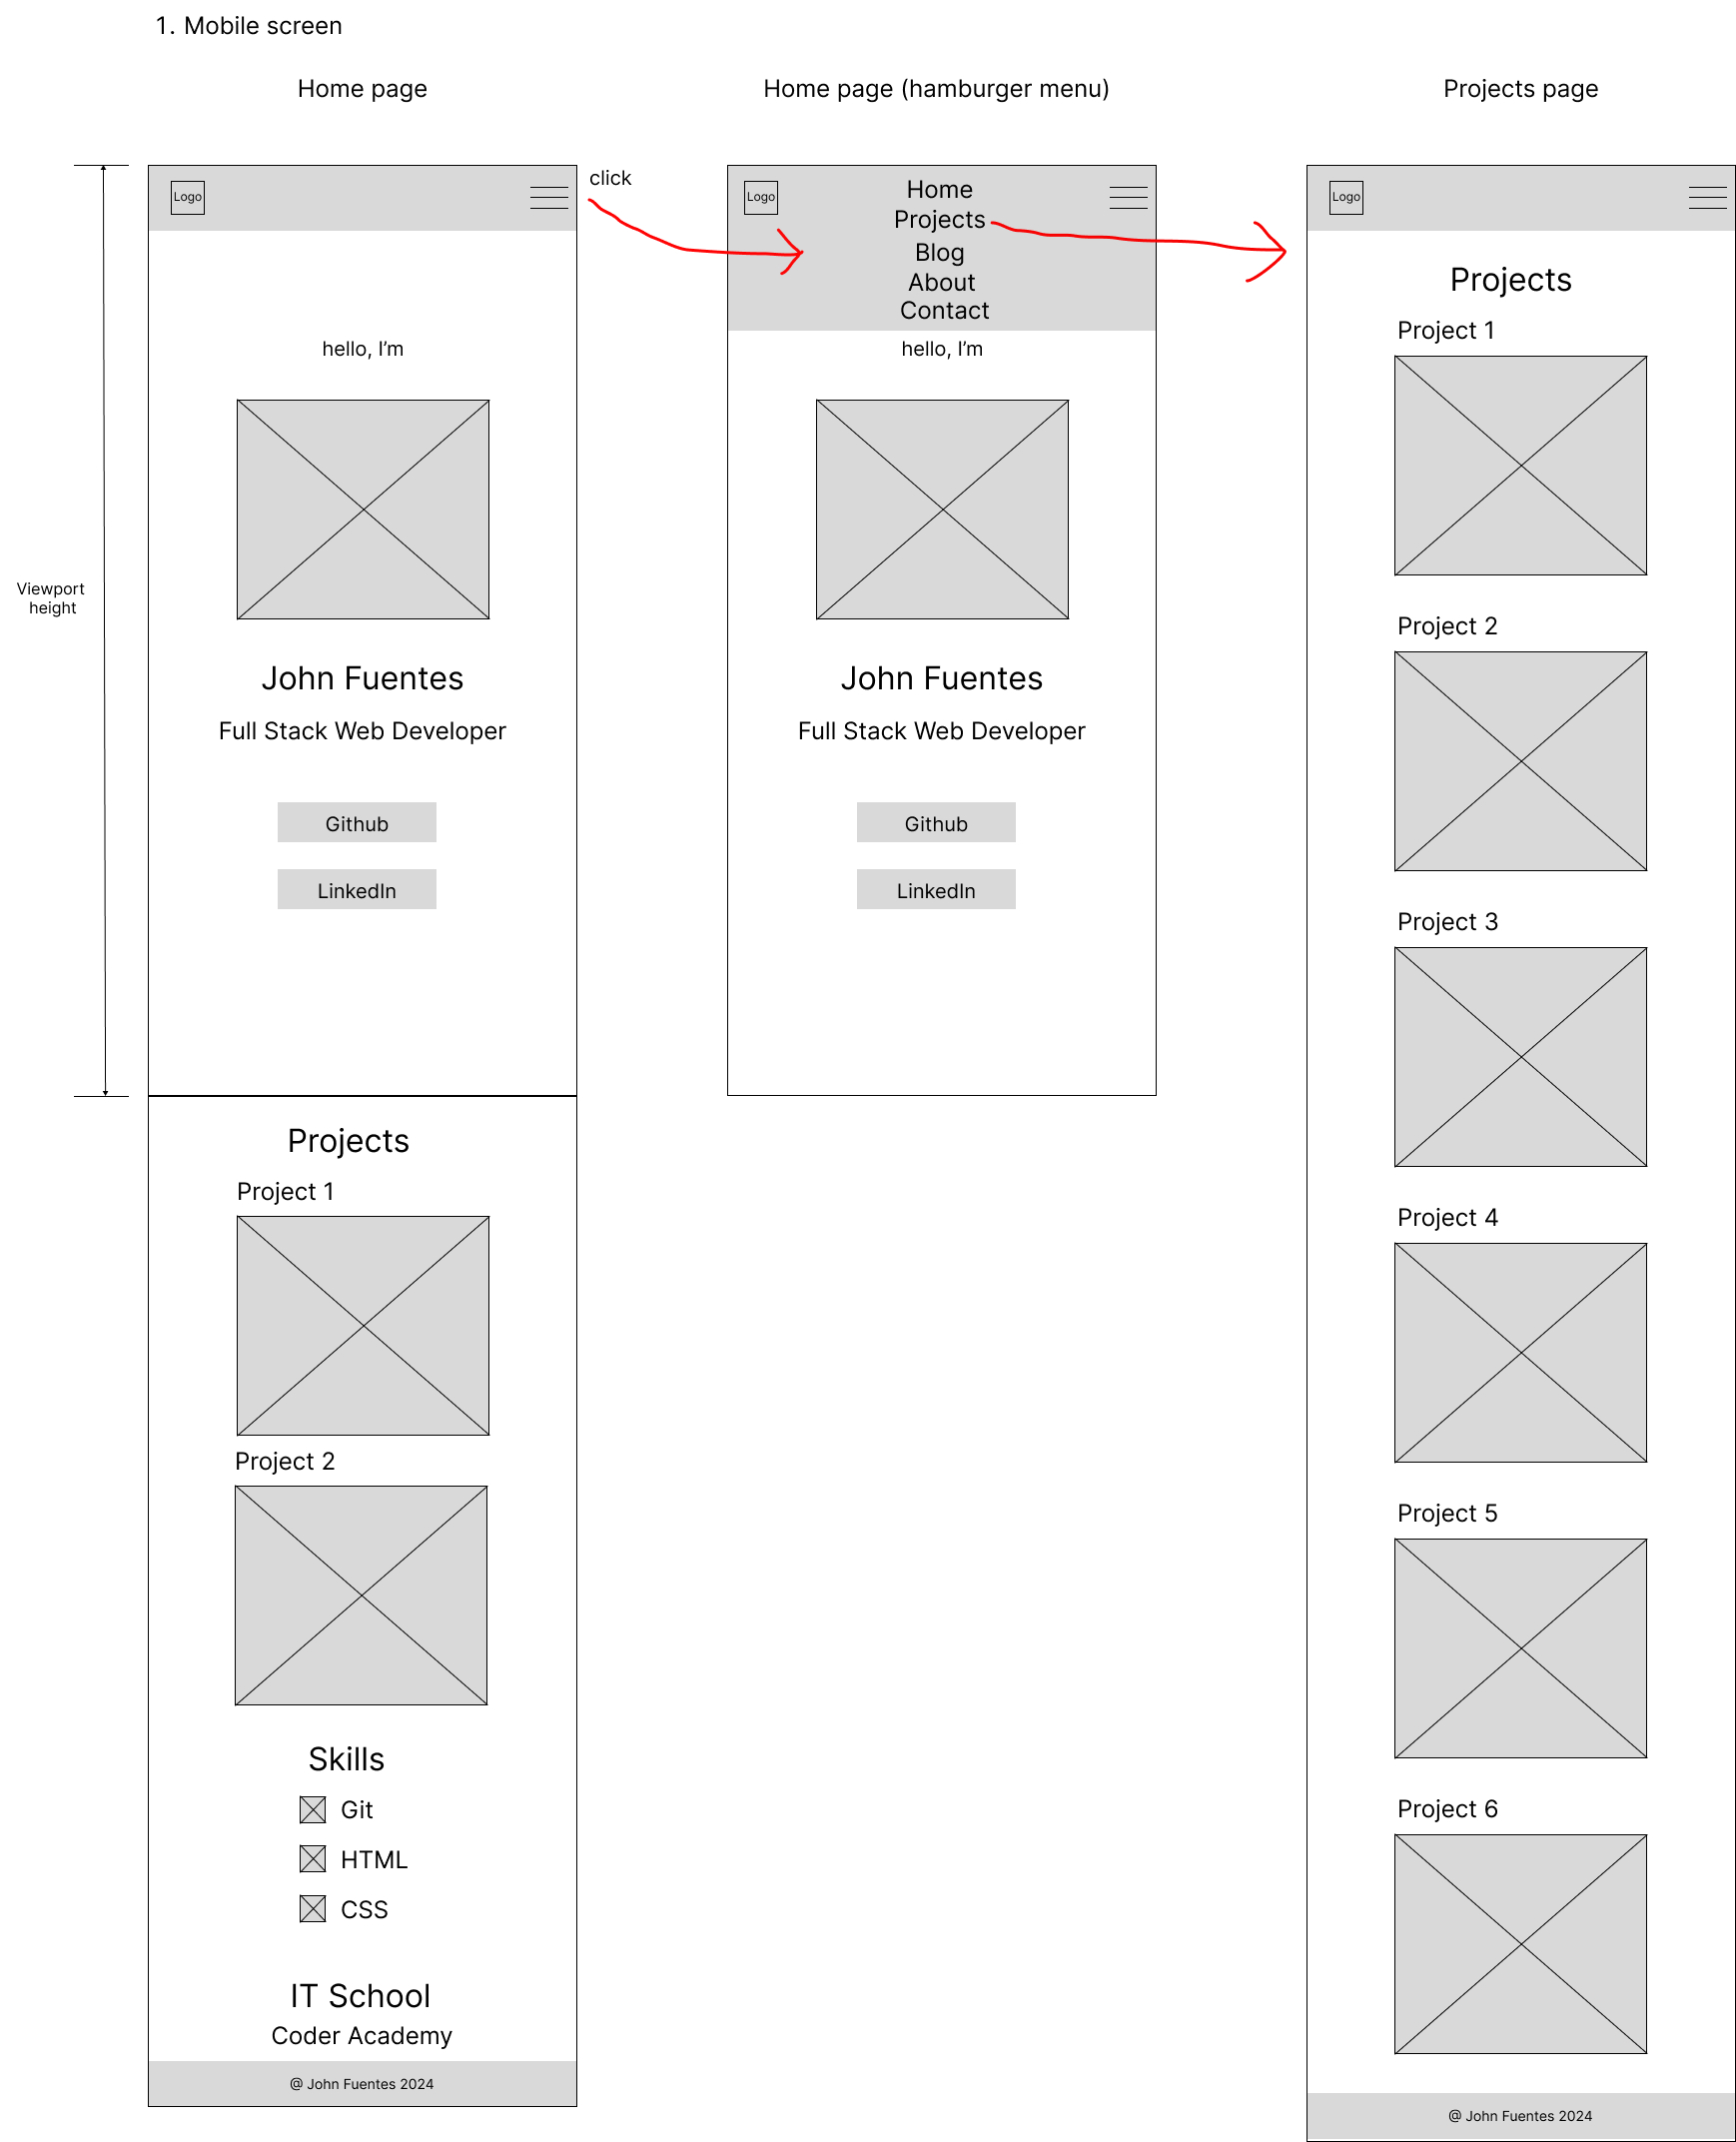 1. Mobile screen
Home page
Home page (hamburger menu)
Projects page
Viewport
height
Logo
click
hello, I’m
John Fuentes
Full Stack Web Developer
Github
LinkedIn
Projects
Project 1
Project 2
Skills
Git
HTML
CSS
IT School
Coder Academy
@ John Fuentes 2024
Logo
Home
Projects
Blog
About
Contact
hello, I’m
John Fuentes
Full Stack Web Developer
Github
LinkedIn
Logo
Projects
Project 1
Project 2
Project 3
Project 4
Project 5
Project 6
@ John Fuentes 2024